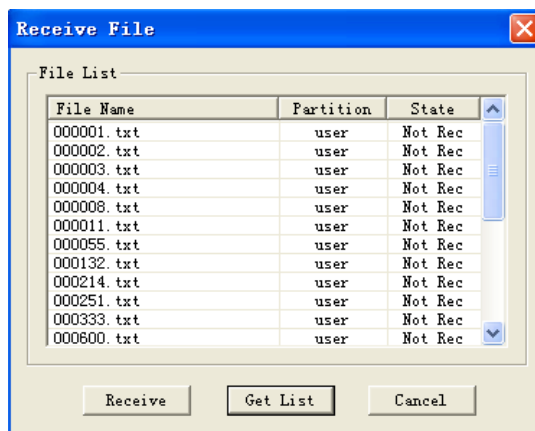 Receive File
File List
File Name Partition State
000001.txt user Not Rec
000002.txt user Not Rec
000003.txt user Not Rec
000004.txt user Not Rec
000008.txt user Not Rec
000011.txt user Not Rec
000055.txt user Not Rec
000132.txt user Not Rec
000214.txt user Not Rec
000251.txt user Not Rec
000333.txt user Not Rec
000600.txt user Not Rec
Receive Get List Cancel